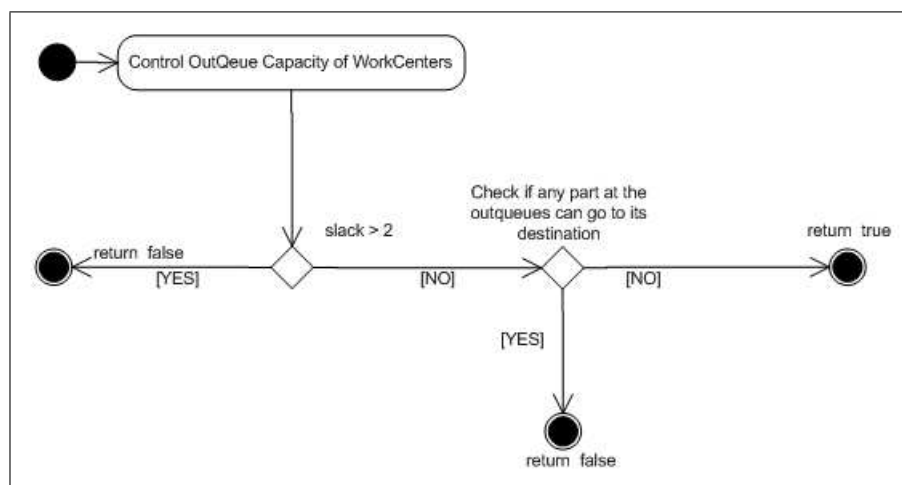 Control OutQeue Capacity of WorkCenters
Check if any part at the
outqueues can go to its
destination
slack > 2
return false
return true
[YES]
[NO]
[NO]
[YES]
return false